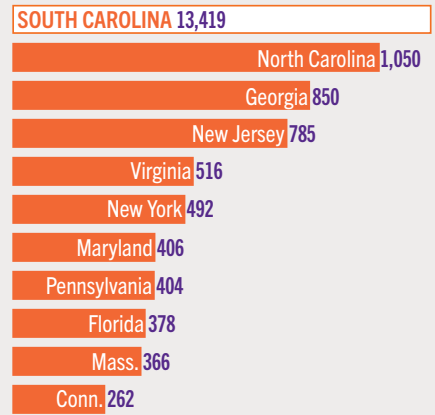 SOUTH CAROLINA 13,419
North Carolina 1,050
Georgia 850
New Jersey 785
Virginia 516
New York 492
Maryland 406
Pennsylvania 404
Florida 378
Mass. 366
Conn. 262